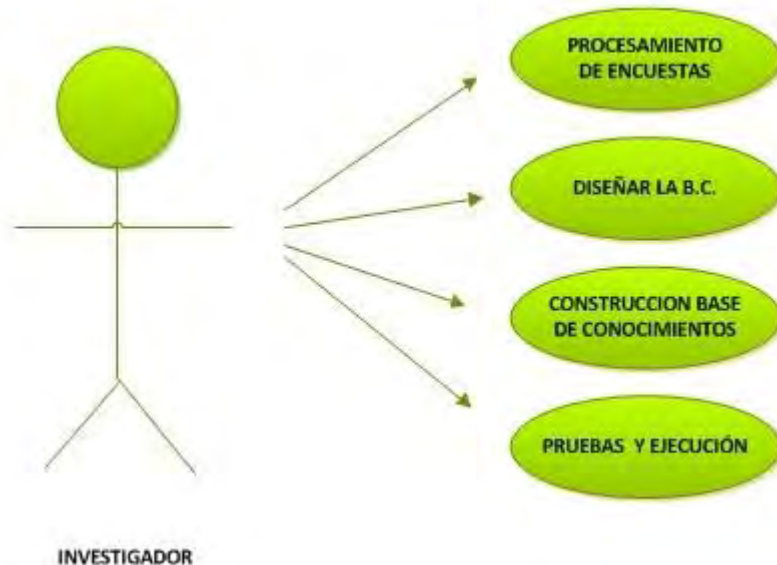 PROCESAMIENTO
DE ENCUESTAS
DISEÑAR LA B.C.
CONSTRUCCION BASE
DE CONOCIMIENTOS
PRUEBAS Y EJECUCIÓN
INVESTIGADOR